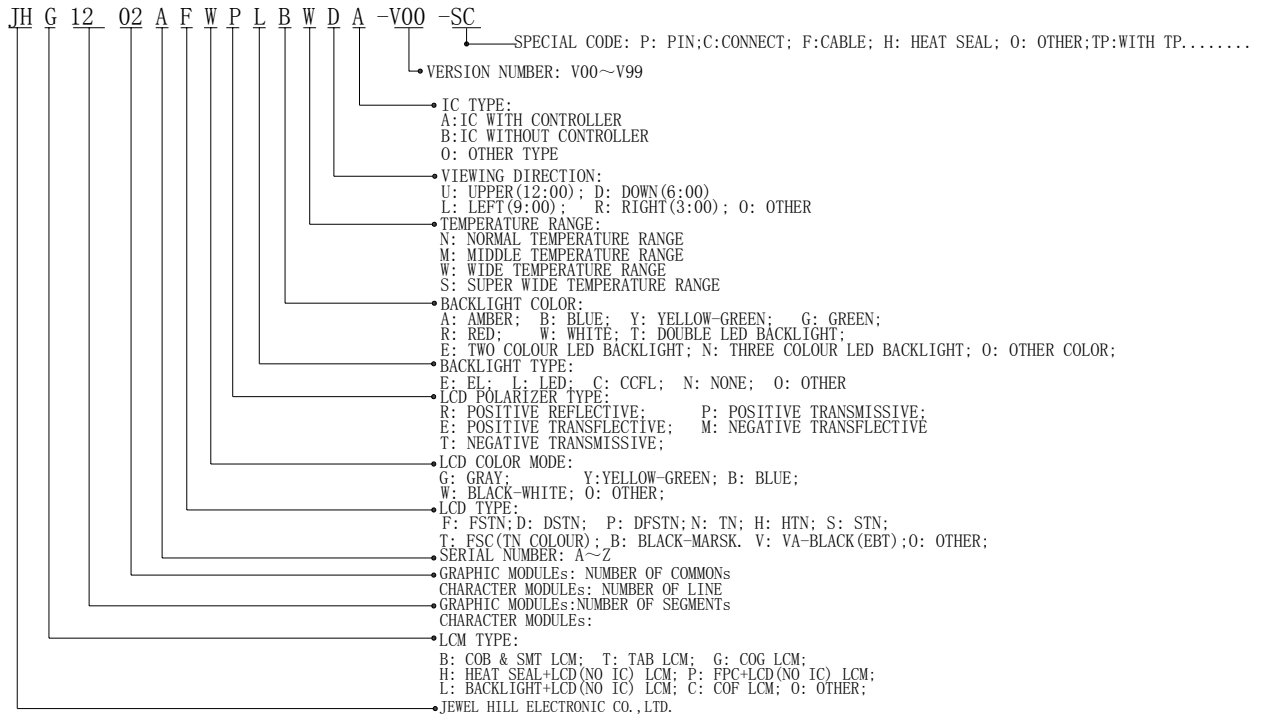 JH G 12 02 A F W P L B W D A -V00 -SC
SPECIAL CODE: P: PIN;C:CONNECT; F:CABLE; H: HEAT SEAL; O: OTHER;TP:WITH TP........
VERSION NUMBER: V00～V99
IC TYPE:
A:IC WITH CONTROLLER
B:IC WITHOUT CONTROLLER
O: OTHER TYPE
VIEWING DIRECTION:
U: UPPER(12:00); D: DOWN(6:00)
L: LEFT(9:00); R: RIGHT(3:00); O: OTHER
TEMPERATURE RANGE:
N: NORMAL TEMPERATURE RANGE
M: MIDDLE TEMPERATURE RANGE
W: WIDE TEMPERATURE RANGE
S: SUPER WIDE TEMPERATURE RANGE
BACKLIGHT COLOR:
A: AMBER; B: BLUE; Y: YELLOW-GREEN; G: GREEN;
R: RED; W: WHITE; T: DOUBLE LED BACKLIGHT;
E: TWO COLOUR LED BACKLIGHT; N: THREE COLOUR LED BACKLIGHT; O: OTHER COLOR;
BACKLIGHT TYPE:
E: EL; L: LED; C: CCFL; N: NONE; O: OTHER
LCD POLARIZER TYPE:
R: POSITIVE REFLECTIVE; P: POSITIVE TRANSMISSIVE;
E: POSITIVE TRANSFLECTIVE; M: NEGATIVE TRANSFLECTIVE
T: NEGATIVE TRANSMISSIVE;
LCD COLOR MODE:
G: GRAY; Y:YELLOW-GREEN; B: BLUE;
W: BLACK-WHITE; O: OTHER;
LCD TYPE:
F: FSTN;D: DSTN; P: DFSTN;N: TN; H: HTN; S: STN;
T: FSC(TN COLOUR); B: BLACK-MARSK. V: VA-BLACK(EBT);O: OTHER;
SERIAL NUMBER: A～Z
GRAPHIC MODULEs: NUMBER OF COMMONs
CHARACTER MODULEs: NUMBER OF LINE
GRAPHIC MODULEs:NUMBER OF SEGMENTs
CHARACTER MODULEs:
LCM TYPE:
B: COB & SMT LCM; T: TAB LCM; G: COG LCM;
H: HEAT SEAL+LCD(NO IC) LCM; P: FPC+LCD(NO IC) LCM;
L: BACKLIGHT+LCD(NO IC) LCM; C: COF LCM; O: OTHER;
JEWEL HILL ELECTRONIC CO.,LTD.